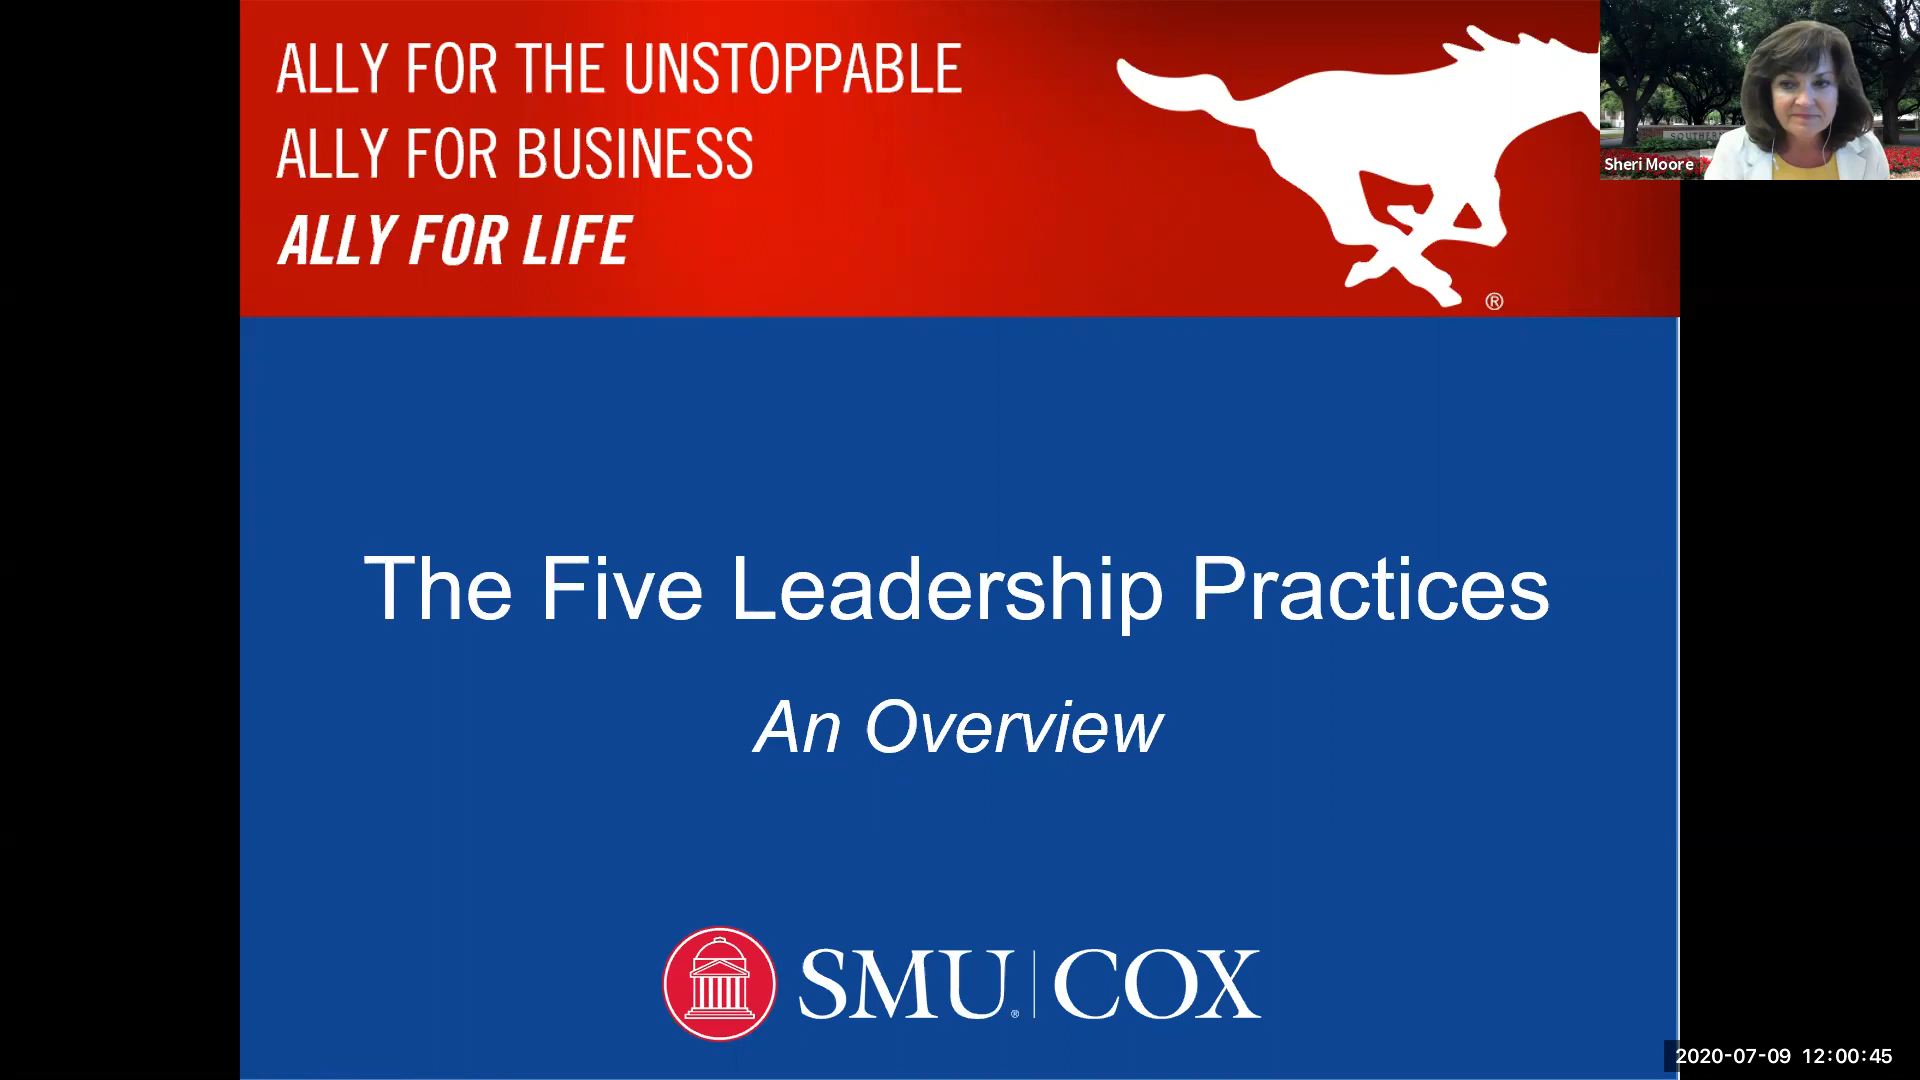 ALLY FOR THE UNSTOPPABLE
ALLY FOR BUSINESS
ALLY FOR LIFE
®
SOUTHER
Sheri Moore
The Five Leadership Practices
An Overview
SMU® | COX
2020-07-09 12:00:45